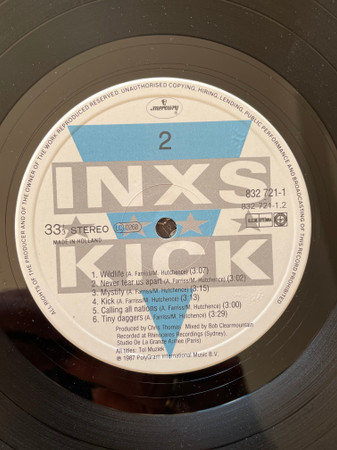 ALL RIGHT OF THE PRODUCER AND OF THE OWNER OF THE WORK REPRODUCED RESERVED. UNAUTHORISED COPYING, HIRING, LENDING, PUBLIC PERFORMANCE AND BROADCASTING OF THIS RECORD PROHIBITED.
mercury
2
INXS
832 721-1
832 721-1.2
33⅓ STEREO
LC 0268
STEMRA
MADE IN HOLLAND
KICK
1. Wildlife (A. Farriss/M. Hutchence) (3:07)
2. Never tear us apart (A. Farriss/M. Hutchence) (3:02)
3. Mystify (A. Farriss/M. Hutchence) (3:15)
4. Kick (A. Farriss/M. Hutchence) (3:13)
5. Calling all nations (A. Farriss/M. Hutchence) (3:00)
6. Tiny daggers (A. Farriss/M. Hutchence) (3:29)
Produced by Chris Thomas Mixed by Bob Clearmountain
Recorded at Rhinoceros Recordings (Sydney),
Studio De La Grande Armee (Paris)
All titles: Tol Muziek
℗ 1987 PolyGram International Music B.V.